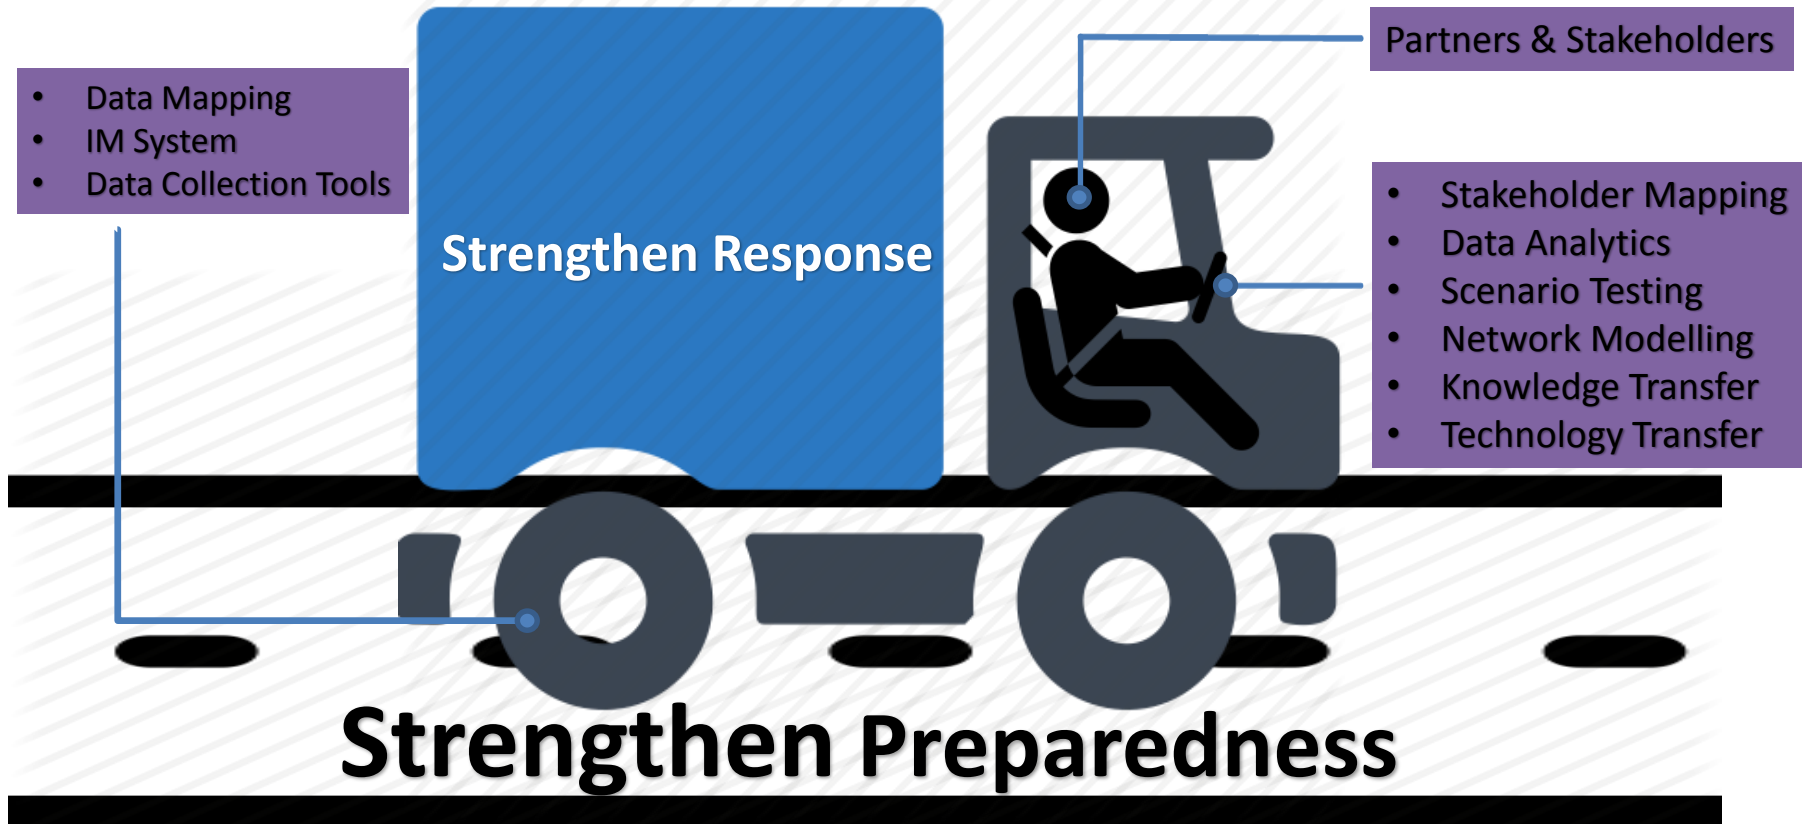 Partners & Stakeholders
• Data Mapping
• IM System
• Data Collection Tools
• Stakeholder Mapping
• Data Analytics
• Scenario Testing
• Network Modelling
• Knowledge Transfer
• Technology Transfer
Strengthen Response
Strengthen Preparedness